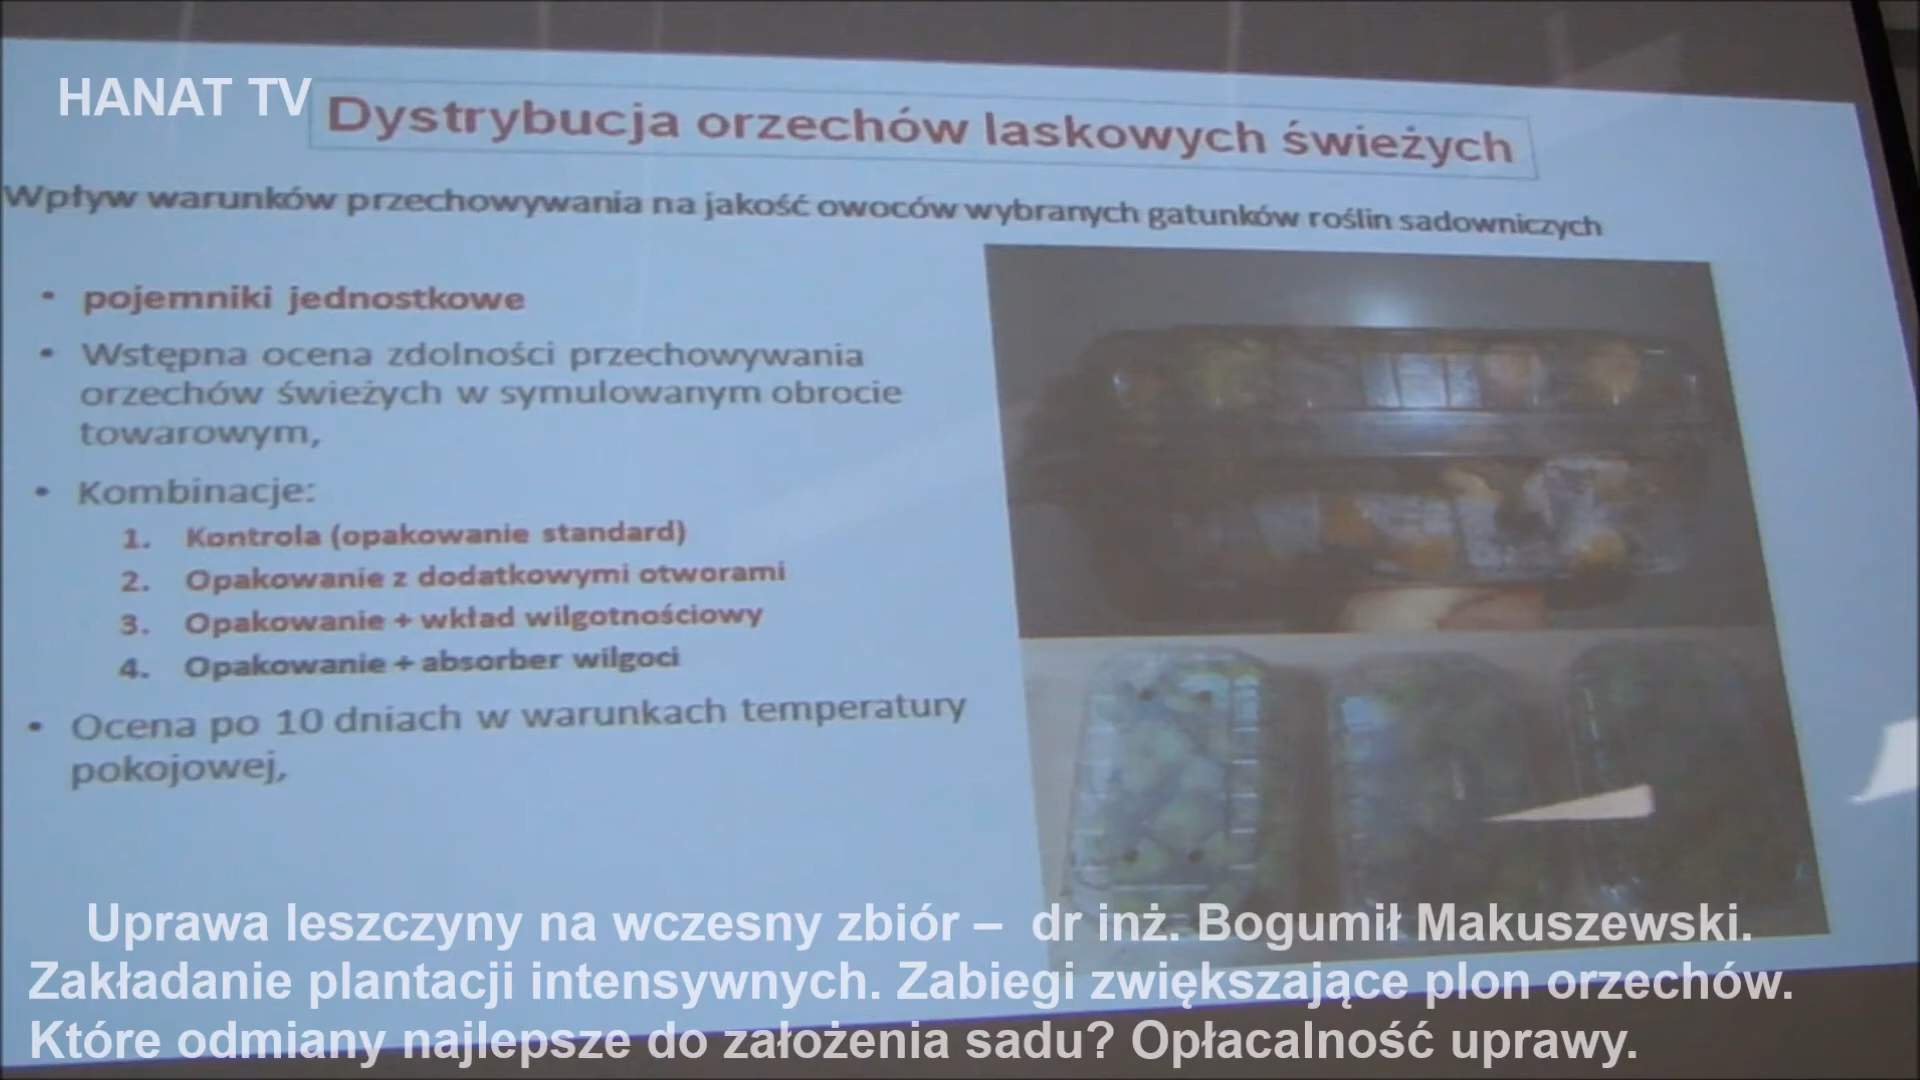 HANAT TV
Dystrybucja orzechów laskowych świeżych
Wpływ warunków przechowywania na jakość owoców wybranych gatunków roślin sadowniczych
• pojemniki jednostkowe
• Wstępna ocena zdolności przechowywania
orzechów świeżych w symulowanym obrocie
towarowym,
• Kombinacje:
1. Kontrola (opakowanie standard)
2. Opakowanie z dodatkowymi otworami
3. Opakowanie + wkład wilgotnościowy
4. Opakowanie + absorber wilgoci
• Ocena po 10 dniach w warunkach temperatury
pokojowej,
Uprawa leszczyny na wczesny zbiór – dr inż. Bogumił Makuszewski.
Zakładanie plantacji intensywnych. Zabiegi zwiększające plon orzechów.
Które odmiany najlepsze do założenia sadu? Opłacalność uprawy.